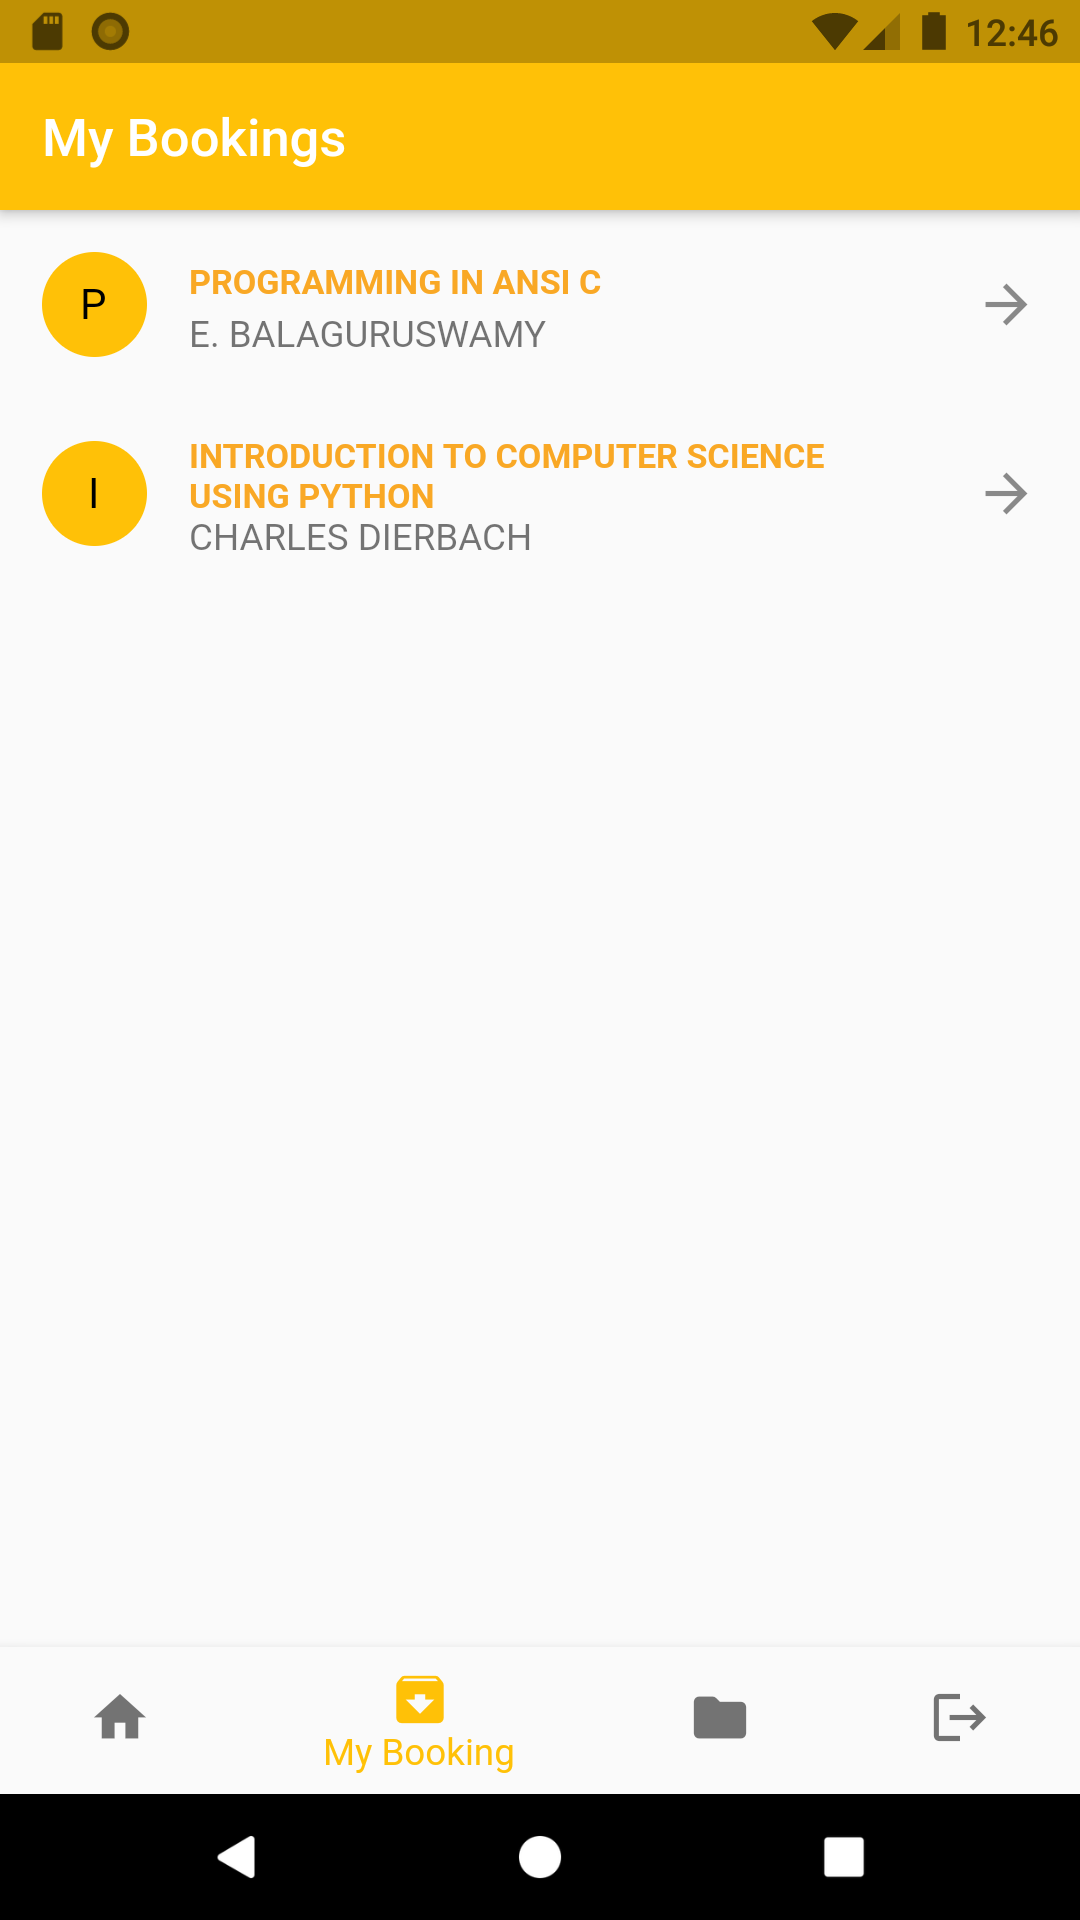 12:46
My Bookings
P
PROGRAMMING IN ANSI C
E. BALAGURUSWAMY
I
INTRODUCTION TO COMPUTER SCIENCE
USING PYTHON
CHARLES DIERBACH
My Booking